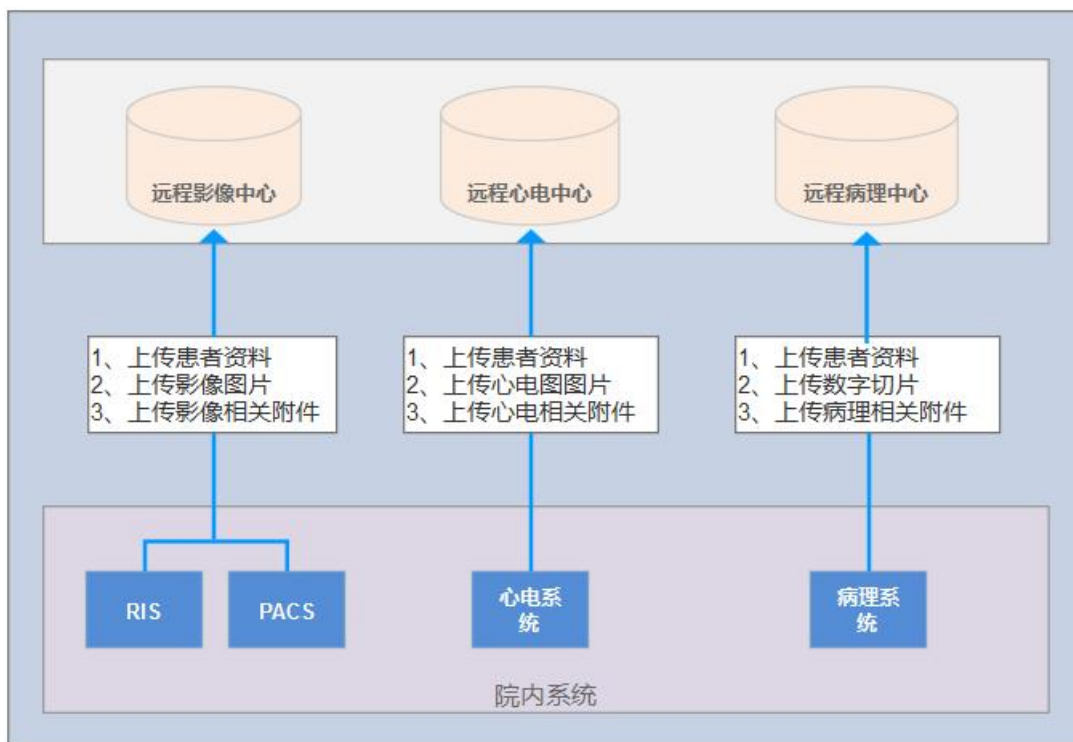 远程影像中心
远程心电中心
远程病理中心
1、上传患者资料
2、上传影像图片
3、上传影像相关附件
1、上传患者资料
2、上传心电图图片
3、上传心电相关附件
1、上传患者资料
2、上传数字切片
3、上传病理相关附件
RIS
PACS
心电系
统
病理系
统
院内系统